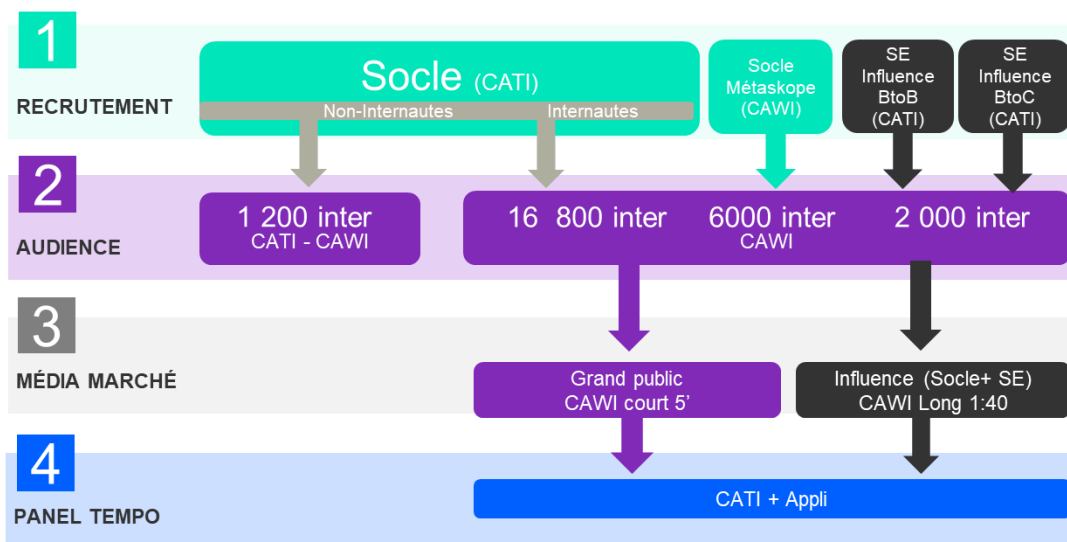 1
RECRUTEMENT
Socle (CATI)
Non-Internautes
Internautes
Socle
Métaskope
(CAWI)
SE
Influence
BtoB
(CATI)
SE
Influence
BtoC
(CATI)
2
AUDIENCE
1 200 inter
CATI - CAWI
16 800 inter
6000 inter
2 000 inter
CAWI
3
MÉDIA MARCHÉ
Grand public
CAWI court 5’
Influence (Socle+ SE)
CAWI Long 1:40
4
PANEL TEMPO
CATI + Appli